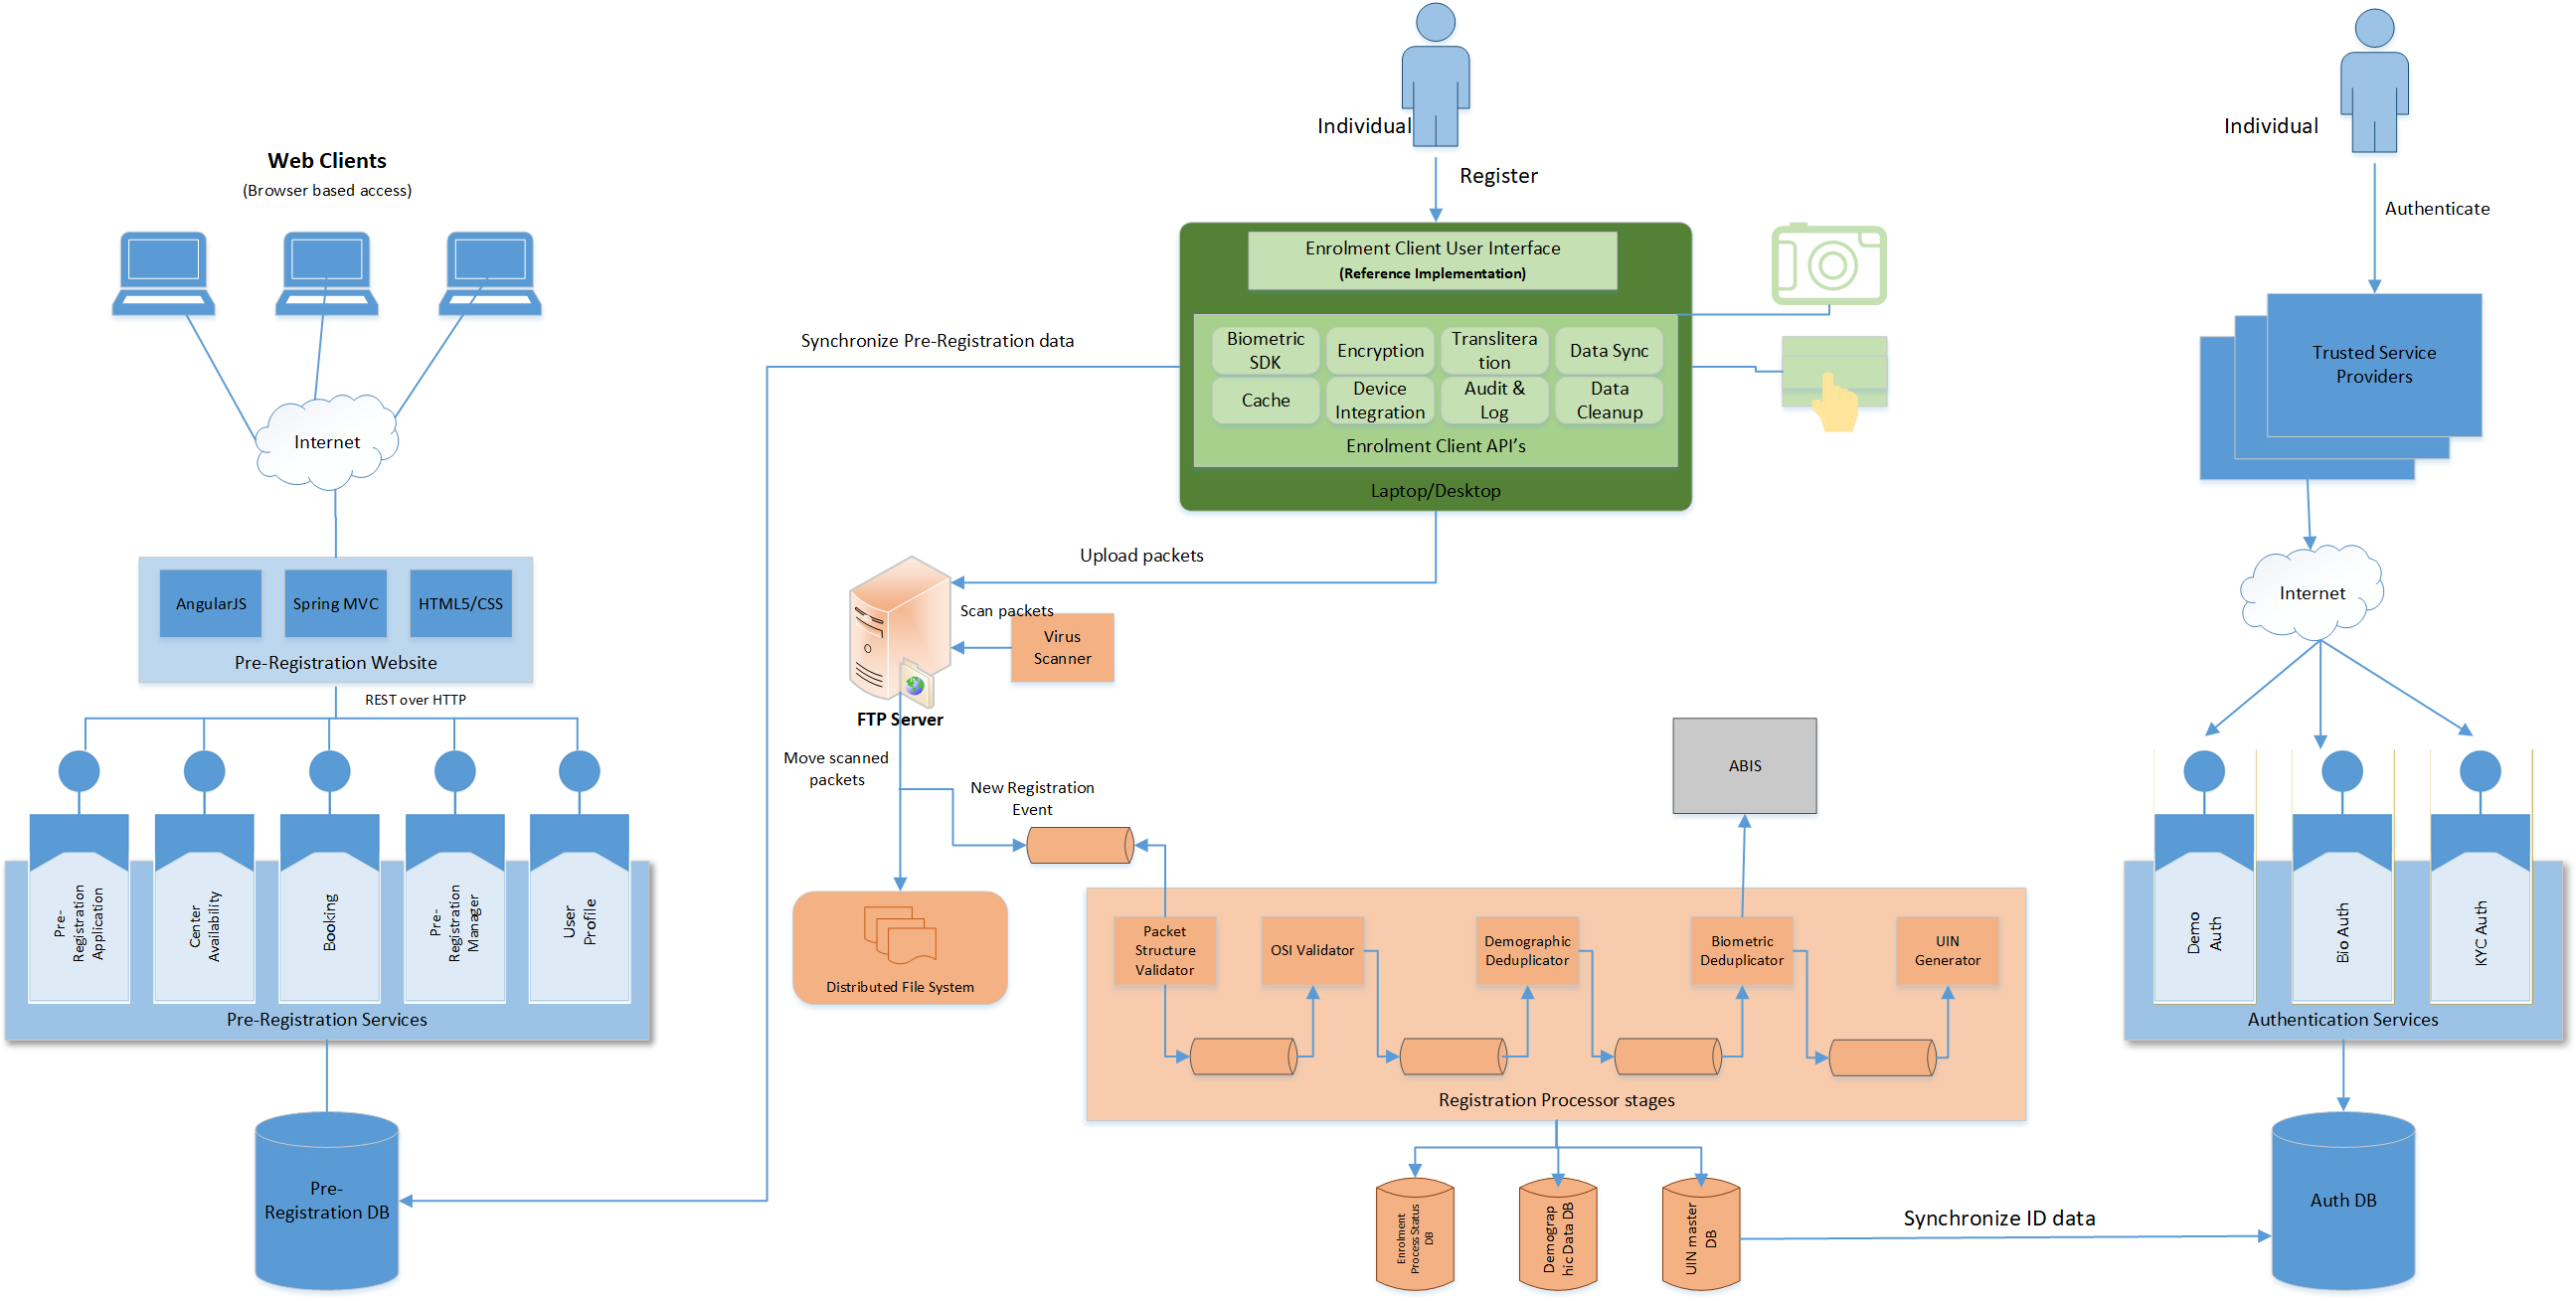 Web Clients
(Browser based access)
Internet
AngularJS
Spring MVC
HTML5/CSS
Pre-Registration Website
REST over HTTP
Pre-
Registration
Application
Center
Availability
Booking
Pre-
Registration
Manager
User
Profile
Pre-Registration Services
Pre-
Registration DB
Synchronize Pre-Registration data
Individual
Register
Enrolment Client User Interface
(Reference Implementation)
Biometric
SDK
Encryption
Translitera
tion
Data Sync
Cache
Device
Integration
Audit &
Log
Data
Cleanup
Enrolment Client API’s
Laptop/Desktop
Upload packets
Scan packets
Virus
Scanner
FTP Server
Move scanned
packets
New Registration
Event
Distributed File System
ABIS
Packet
Structure
Validator
OSI Validator
Demographic
Deduplicator
Biometric
Deduplicator
UIN
Generator
Registration Processor stages
Enrolment
Process Status
DB
Demograp
hic Data DB
UIN master
DB
Synchronize ID data
Individual
Authenticate
Trusted Service
Providers
Internet
Demo
Auth
Bio Auth
KYC Auth
Authentication Services
Auth DB